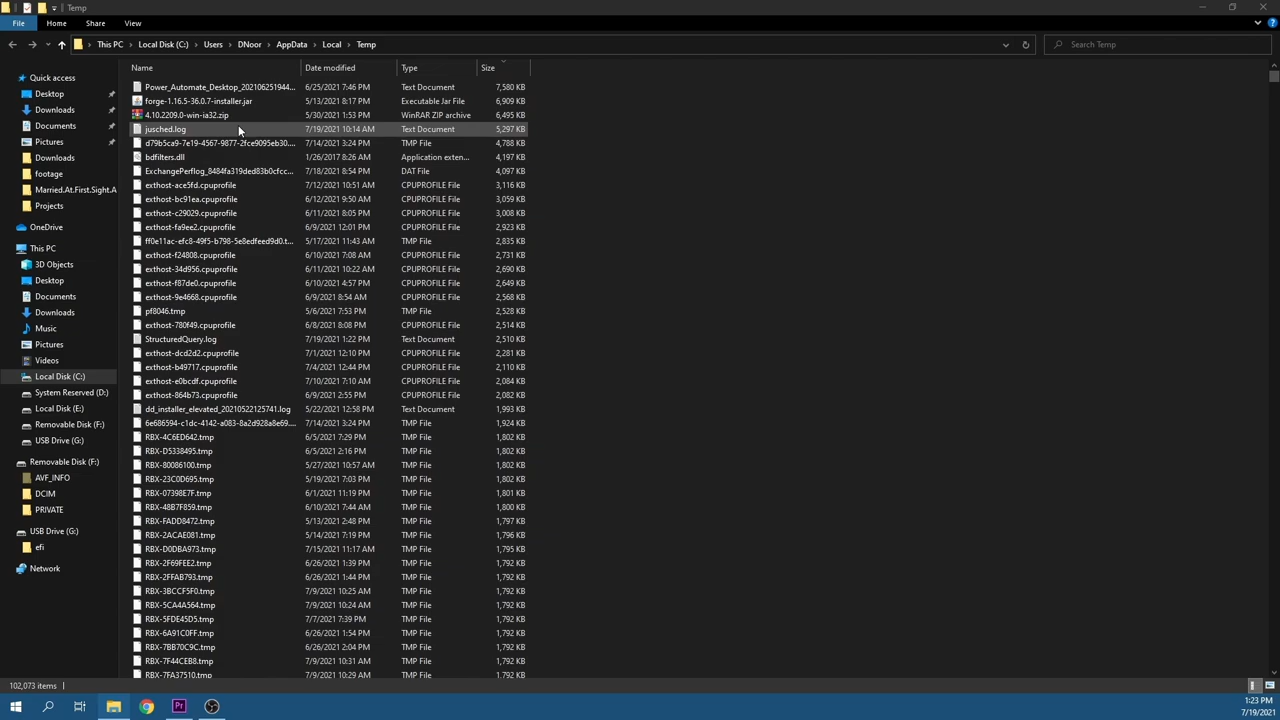 Temp
File Home Share View
This PC Local Disk (C:) Users DNoor AppData Local Temp Search Temp
Quick access
Desktop
Downloads
Documents
Pictures
Downloads
footage
Married.At.First.Sight.A
Projects
OneDrive
This PC
3D Objects
Desktop
Documents
Downloads
Music
Pictures
Videos
Local Disk (C:)
System Reserved (D:)
Local Disk (E:)
Removable Disk (F:)
USB Drive (G:)
Removable Disk (F:)
AVF_INFO
DCIM
PRIVATE
USB Drive (G:)
efi
Network
Name Date modified Type Size
Power_Automate_Desktop_202106251944... 6/25/2021 7:46 PM Text Document 7,580 KB
forge-1.16.5-36.0.7-installer.jar 5/13/2021 8:17 PM Executable Jar File 6,909 KB
4.10.2209.0-win-ia32.zip 5/30/2021 1:53 PM WinRAR ZIP archive 6,495 KB
jusched.log 7/19/2021 10:14 AM Text Document 5,297 KB
d79b5ca9-7e19-4567-9877-2fce9095eb30.... 7/14/2021 3:24 PM TMP File 4,788 KB
bdfilters.dll 1/26/2017 8:26 AM Application exten... 4,197 KB
ExchangePerflog_8484fa319ded83b0cfcc... 7/18/2021 8:54 PM DAT File 4,097 KB
exthost-ace5fd.cpuprofile 7/12/2021 10:51 AM CPUPROFILE File 3,116 KB
exthost-bc91ea.cpuprofile 6/12/2021 9:50 AM CPUPROFILE File 3,059 KB
exthost-c29029.cpuprofile 6/11/2021 8:05 PM CPUPROFILE File 3,008 KB
exthost-fa9ee2.cpuprofile 6/9/2021 12:01 PM CPUPROFILE File 2,923 KB
ff0e11ac-efc8-49f5-b798-5e8edfeed9d0.t... 5/17/2021 11:43 AM TMP File 2,835 KB
exthost-f24808.cpuprofile 6/10/2021 7:08 AM CPUPROFILE File 2,731 KB
exthost-34d956.cpuprofile 6/11/2021 10:22 AM CPUPROFILE File 2,690 KB
exthost-f87de0.cpuprofile 6/10/2021 4:57 PM CPUPROFILE File 2,649 KB
exthost-9e4668.cpuprofile 6/9/2021 8:54 AM CPUPROFILE File 2,568 KB
pf8046.tmp 5/6/2021 7:53 PM TMP File 2,528 KB
exthost-780f49.cpuprofile 6/8/2021 8:08 PM CPUPROFILE File 2,514 KB
StructuredQuery.log 7/19/2021 1:22 PM Text Document 2,510 KB
exthost-dcd2d2.cpuprofile 7/1/2021 12:10 PM CPUPROFILE File 2,281 KB
exthost-b49717.cpuprofile 7/4/2021 12:44 PM CPUPROFILE File 2,110 KB
exthost-e0bcdf.cpuprofile 7/10/2021 7:10 AM CPUPROFILE File 2,084 KB
exthost-864b73.cpuprofile 6/9/2021 2:55 PM CPUPROFILE File 2,082 KB
dd_installer_elevated_20210522125741.log 5/22/2021 12:58 PM Text Document 1,993 KB
6e686594-c1dc-4142-a083-8a2d928a8e69.... 7/14/2021 3:24 PM TMP File 1,924 KB
RBX-4C6ED642.tmp 6/5/2021 7:29 PM TMP File 1,802 KB
RBX-D5338495.tmp 6/5/2021 2:16 PM TMP File 1,802 KB
RBX-80086100.tmp 5/27/2021 10:57 AM TMP File 1,802 KB
RBX-23C0D695.tmp 5/19/2021 7:03 PM TMP File 1,802 KB
RBX-07398E7F.tmp 6/1/2021 11:19 PM TMP File 1,801 KB
RBX-48B7F859.tmp 6/10/2021 7:44 AM TMP File 1,800 KB
RBX-FADD8472.tmp 5/13/2021 2:48 PM TMP File 1,797 KB
RBX-2ACAE081.tmp 5/14/2021 7:19 PM TMP File 1,796 KB
RBX-D0DBA973.tmp 7/15/2021 11:17 AM TMP File 1,795 KB
RBX-2F69FEE2.tmp 6/26/2021 1:39 PM TMP File 1,792 KB
RBX-2FFAB793.tmp 6/26/2021 1:44 PM TMP File 1,792 KB
RBX-3BCCF5F0.tmp 7/9/2021 10:25 AM TMP File 1,792 KB
RBX-5CA4A564.tmp 7/9/2021 10:24 AM TMP File 1,792 KB
RBX-5FDE45D5.tmp 7/7/2021 7:39 PM TMP File 1,792 KB
RBX-6A91C0FF.tmp 6/26/2021 1:54 PM TMP File 1,792 KB
RBX-7BB70C9C.tmp 6/26/2021 2:04 PM TMP File 1,792 KB
RBX-7F44CEB8.tmp 7/9/2021 10:31 AM TMP File 1,792 KB
RBX-7FA37510.tmp 7/9/2021 10:29 AM TMP File 1,792 KB
102,073 items
Pr
1:23 PM
7/19/2021